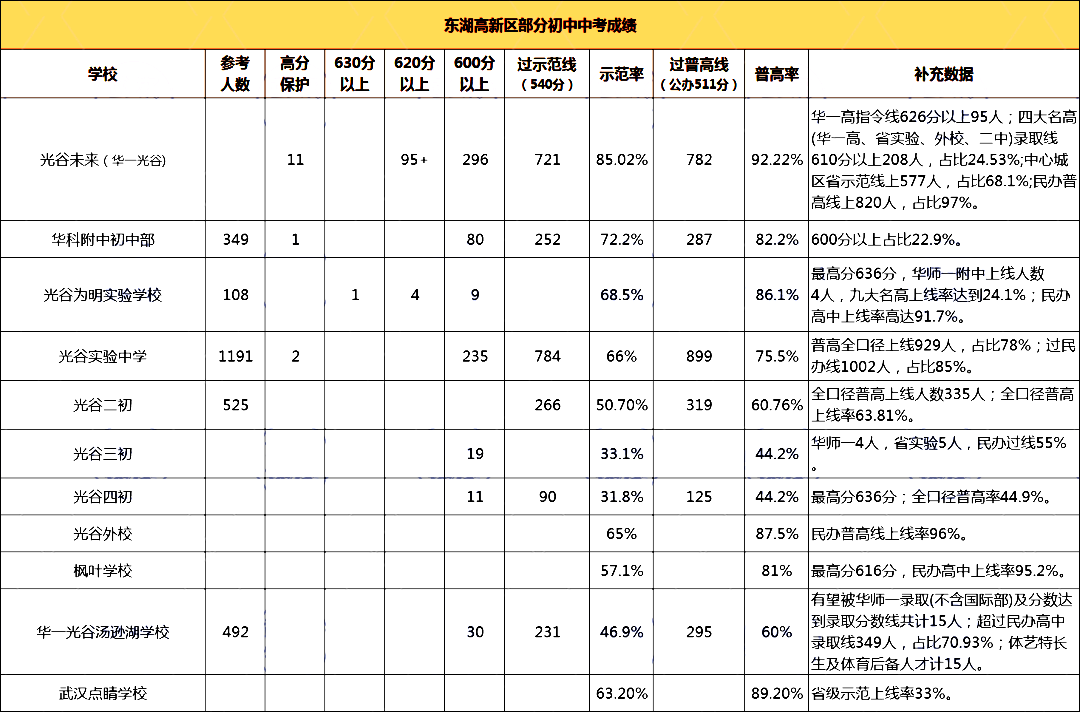 东湖高新区部分初中中考成绩
学校 参考人数 高分保护 630分以上 620分以上 600分以上 过示范线（540分） 示范率 过普高线（公办511分） 普高率 补充数据
光谷未来（华一光谷） 11 95+ 296 721 85.02% 782 92.22% 华一高指令线626分以上95人；四大名高
(华一高、省实验、外校、二中)录取线
610分以上208人，占比24.53%;中心城
区省示范线上577人，占比68.1%;民办普
高线上820人，占比97%。
华科附中初中部 349 1 80 252 72.2% 287 82.2% 600分以上占比22.9%。
光谷为明实验学校 108 1 4 9 68.5% 86.1% 最高分636分，华师一附中上线人数
4人，九大名高上线率达到24.1%；民办
高中上线率高达91.7%。
光谷实验中学 1191 2 235 784 66% 899 75.5% 普高全口径上线929人，占比78%；过民
办线1002人，占比85%。
光谷二初 525 266 50.70% 319 60.76% 全口径普高上线人数335人；全口径普高
上线率63.81%。
光谷三初 19 33.1% 44.2% 华师一4人，省实验5人，民办过线55%
。
光谷四初 11 90 31.8% 125 44.2% 最高分636分；全口径普高率44.9%。
光谷外校 65% 87.5% 民办普高线上线率96%。
枫叶学校 57.1% 81% 最高分616分，民办高中上线率95.2%。
华一光谷汤逊湖学校 492 30 231 46.9% 295 60% 有望被华师一录取(不含国际部)及分数达
到录取分数线共计15人；超过民办高中
录取线349人，占比70.93%；体艺特长
生及体育后备人才计15人。
武汉点睛学校 63.20% 89.20% 省级示范上线率33%。